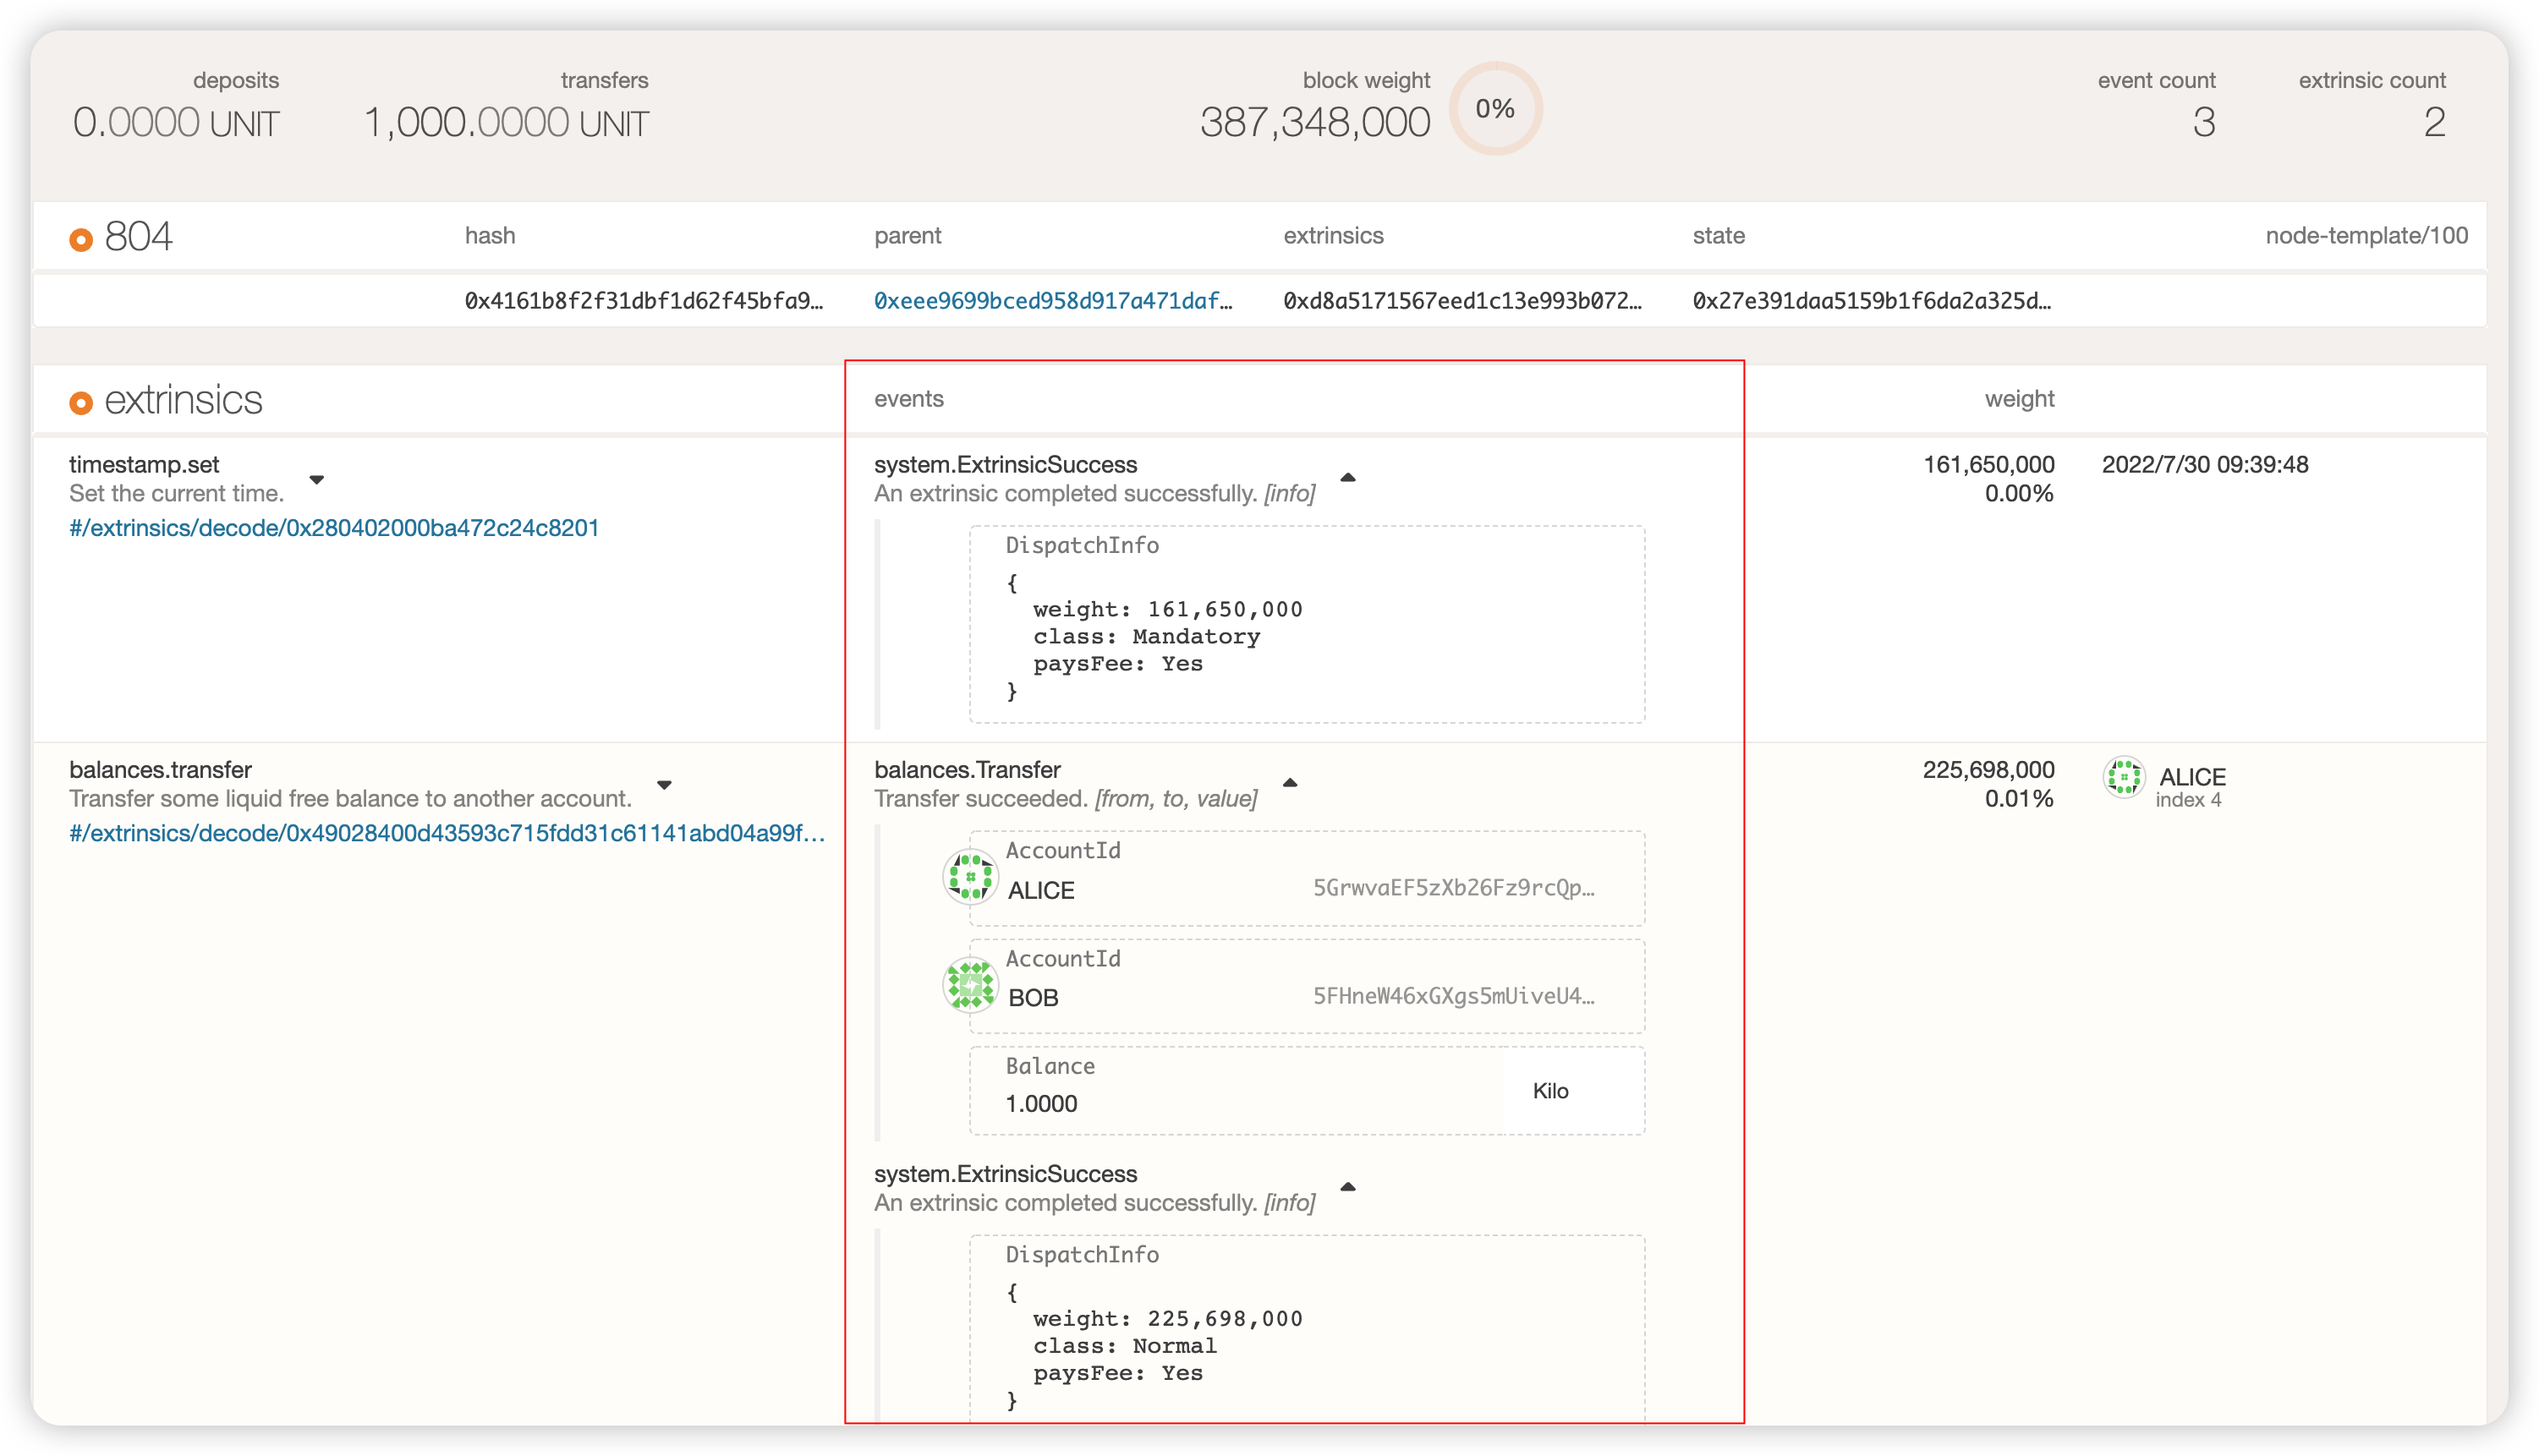 deposits
0.0000 UNIT
transfers
1,000.0000 UNIT
block weight
387,348,000
0%
event count
3
extrinsic count
2
804
hash
parent
extrinsics
state
node-template/100
0x4161b8f2f31dbf1d62f45bfa9…
0xeee9699bced958d917a471daf…
0xd8a5171567eed1c13e993b072…
0x27e391daa5159b1f6da2a325d…
extrinsics
events
weight
timestamp.set
Set the current time.
#/extrinsics/decode/0x280402000ba472c24c8201
system.ExtrinsicSuccess
An extrinsic completed successfully. [info]
DispatchInfo
{
weight: 161,650,000
class: Mandatory
paysFee: Yes
}
161,650,000
0.00%
2022/7/30 09:39:48
balances.transfer
Transfer some liquid free balance to another account.
#/extrinsics/decode/0x49028400d43593c715fdd31c61141abd04a99f…
balances.Transfer
Transfer succeeded. [from, to, value]
AccountId
ALICE
5GrwvaEF5zXb26Fz9rcQp…
AccountId
BOB
5FHneW46xGXgs5mUiveU4…
Balance
1.0000
Kilo
system.ExtrinsicSuccess
An extrinsic completed successfully. [info]
DispatchInfo
{
weight: 225,698,000
class: Normal
paysFee: Yes
}
225,698,000
0.01%
ALICE
index 4